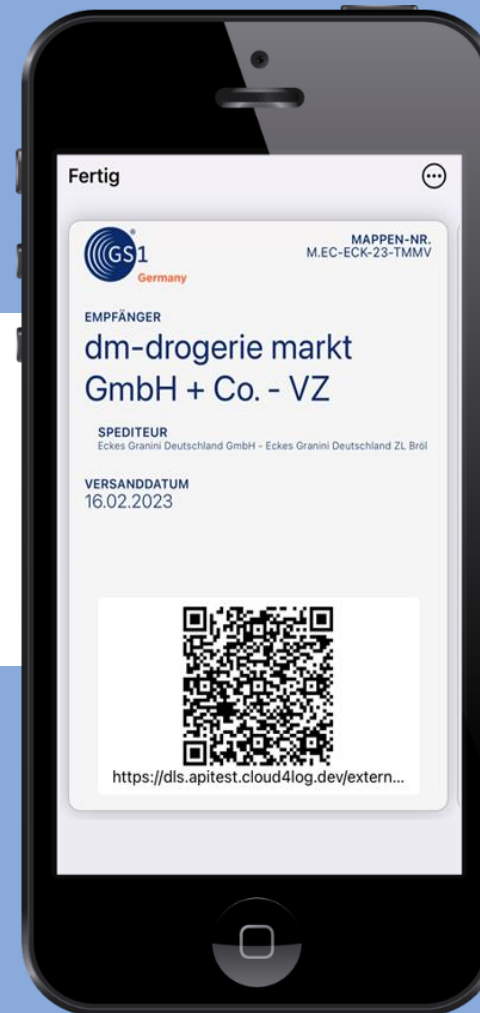 Fertig
GS1
Germany
MAPPEN-NR.
M.EC-ECK-23-TMMV
EMPFÄNGER
dm-drogerie markt
GmbH + Co. - VZ
SPEDITEUR
Eckes Granini Deutschland GmbH - Eckes Granini Deutschland ZL Bröl
VERSANDDATUM
16.02.2023
https://dls.apitest.cloud4log.dev/extern...